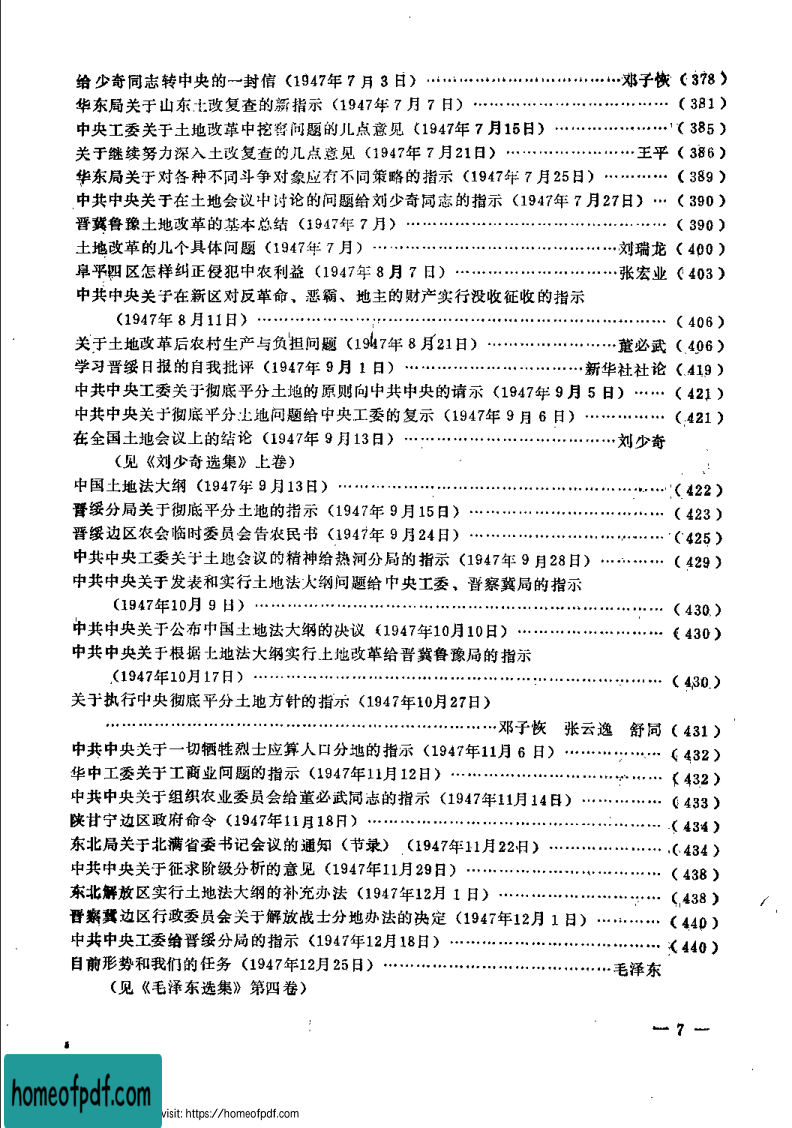 给少奇同志转中央的一封信（1947年7月3日）……………………………邓子恢（378）
华东局关于山东土改复查的新指示（1947年7月7日）……………………………（381）
中央工委关于土地改革中挖窖问题的几点意见（1947年7月15日）………………（385）
关于继续努力深入土改复查的几点意见（1947年7月21日）………………王平（386）
华东局关于对各种不同斗争对象应有不同策略的指示（1947年7月25日）…………（389）
中共中央关于在土地会议中讨论的问题给刘少奇同志的指示（1947年7月27日）…（390）
晋冀鲁豫土地改革的基本总结（1947年7月）……………………………………（390）
土地改革的几个具体问题（1947年7月）……………………………………刘瑞龙（400）
阜平四区怎样纠正侵犯中农利益（1947年8月7日）………………………张宏业（403）
中共中央关于在新区对反革命、恶霸、地主的财产实行没收征收的指示
（1947年8月11日）…………………………………………………………………（406）
关于土地改革后农村生产与负担问题（1947年8月21日）…………………董必武（406）
学习晋绥日报的自我批评（1947年9月1日）…………………………新华社社论（419）
中共中央工委关于彻底平分土地的原则向中共中央的请示（1947年9月5日）……（421）
中共中央关于彻底平分土地问题给中央工委的复示（1947年9月6日）……………（421）
在全国土地会议上的结论（1947年9月13日）………………………………刘少奇
（见《刘少奇选集》上卷）
中国土地法大纲（1947年9月13日）………………………………………………（422）
晋绥分局关于彻底平分土地的指示（1947年9月15日）……………………………（423）
晋绥边区农会临时委员会告农民书（1947年9月24日）……………………………（425）
中共中央工委关于土地会议的精神给热河分局的指示（1947年9月28日）…………（429）
中共中央关于发表和实行土地法大纲问题给中央工委、晋察冀局的指示
（1947年10月9日）…………………………………………………………………（430）
中共中央关于公布中国土地法大纲的决议（1947年10月10日）……………………（430）
中共中央关于根据土地法大纲实行土地改革给晋冀鲁豫局的指示
（1947年10月17日）…………………………………………………………………（430）
关于执行中央彻底平分土地方针的指示（1947年10月27日）
……………………………………………………………邓子恢　张云逸　舒同（431）
中共中央关于一切牺牲烈士应算人口分地的指示（1947年11月6日）……………（432）
华中工委关于工商业问题的指示（1947年11月12日）………………………………（432）
中共中央关于组织农业委员会给董必武同志的指示（1947年11月14日）…………（433）
陕甘宁边区政府命令（1947年11月18日）……………………………………………（434）
东北局关于北满省委书记会议的通知（节录）（1947年11月22日）………………（434）
中共中央关于征求阶级分析的意见（1947年11月29日）……………………………（438）
东北解放区实行土地法大纲的补充办法（1947年12月1日）………………………（438）
晋察冀边区行政委员会关于解放战士分地办法的决定（1947年12月1日）…………（440）
中共中央工委给晋绥分局的指示（1947年12月18日）………………………………（440）
目前形势和我们的任务（1947年12月25日）…………………………………毛泽东
（见《毛泽东选集》第四卷）
— 7 —
homeofpdf.com
visit: https://homeofpdf.com